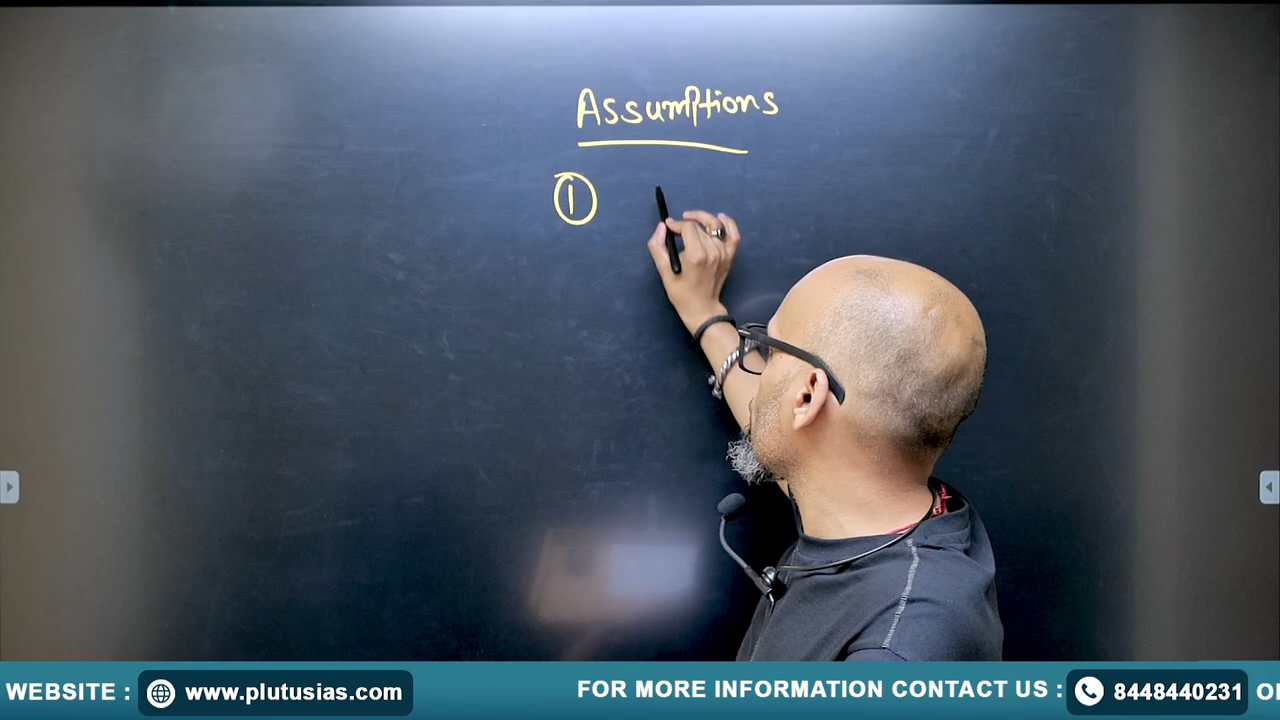 Assumptions
1
WEBSITE : www.plutusias.com FOR MORE INFORMATION CONTACT US : 8448440231